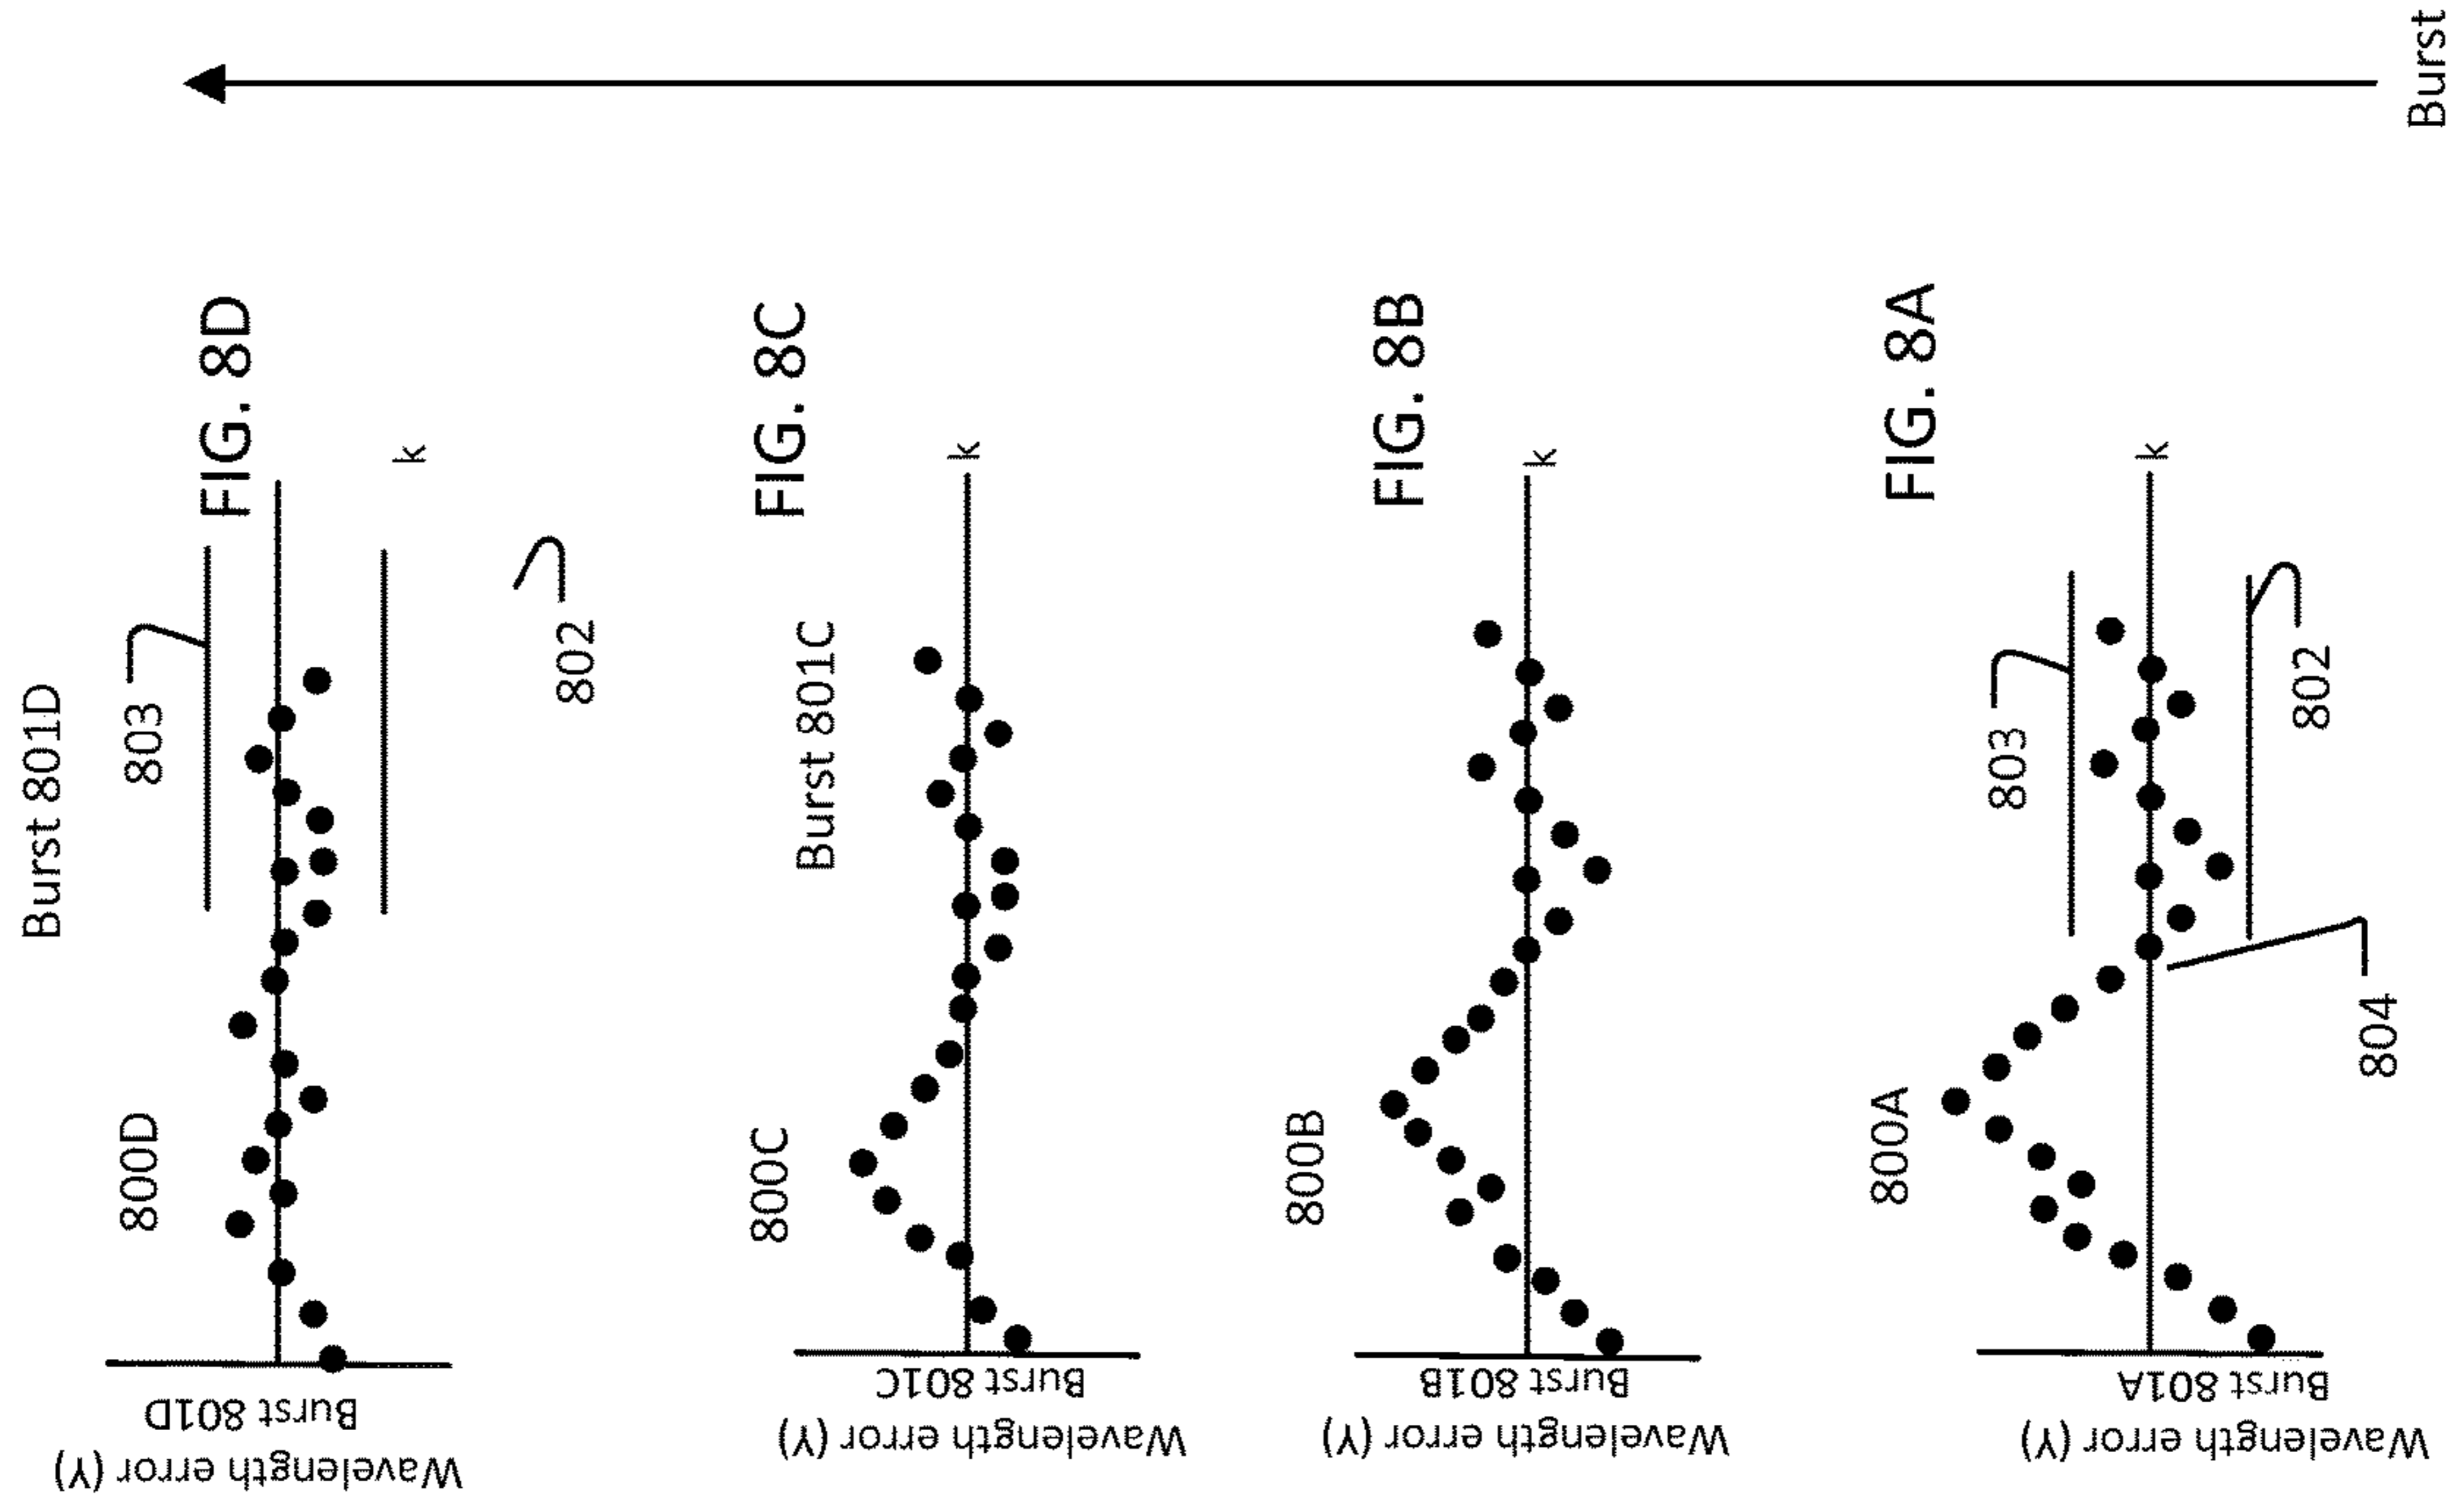 Burst 801D
803
800D
FIG. 8D
k
802
Wavelength error (Y)
Burst 801D
FIG. 8C
k
Burst 801C
800C
Wavelength error (Y)
Burst 801C
FIG. 8B
k
800B
Wavelength error (Y)
Burst 801B
FIG. 8A
k
803
802
800A
804
Wavelength error (Y)
Burst 801A
Burst